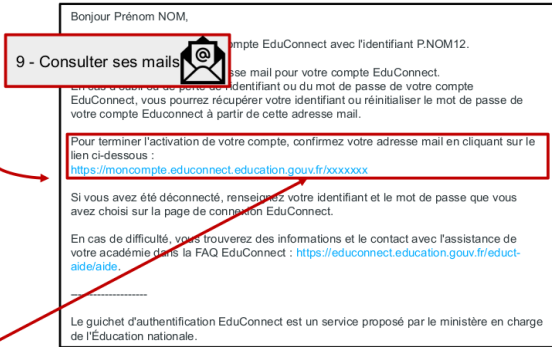 Bonjour Prénom NOM,
9 - Consulter ses mails
@
compte EduConnect avec l'identifiant P.NOM12.
mail pour votre compte EduConnect.
En cas d'oubli ou de perte de l'identifiant ou du mot de passe de votre compte
EduConnect, vous pourrez récupérer votre identifiant ou réinitialiser le mot de passe de
votre compte Educonnect à partir de cette adresse mail.
Pour terminer l'activation de votre compte, confirmez votre adresse mail en cliquant sur le
lien ci-dessous :
https://moncompte.educonnect.education.gouv.fr/xxxxxxx
Si vous avez été déconnecté, renseignez votre identifiant et le mot de passe que vous
avez choisi sur la page de connexion EduConnect.
En cas de difficulté, vous trouverez des informations et le contact avec l'assistance de
votre académie dans la FAQ EduConnect : https://educonnect.education.gouv.fr/educt-
aide/aide.
--------------------
Le guichet d'authentification EduConnect est un service proposé par le ministère en charge
de l'Éducation nationale.